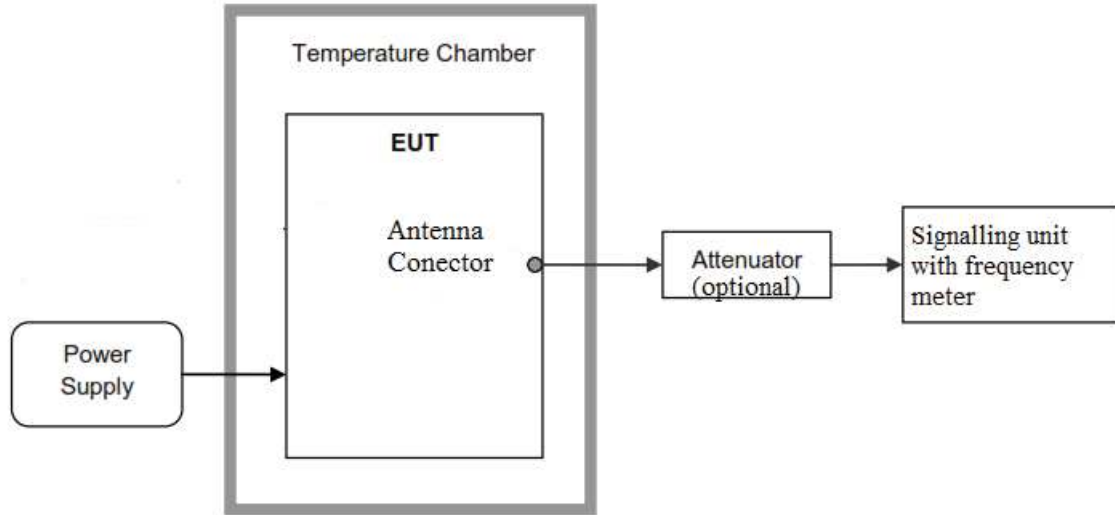 Temperature Chamber
EUT
Antenna
Conector
Attenuator
(optional)
Signalling unit
with frequency
meter
Power
Supply